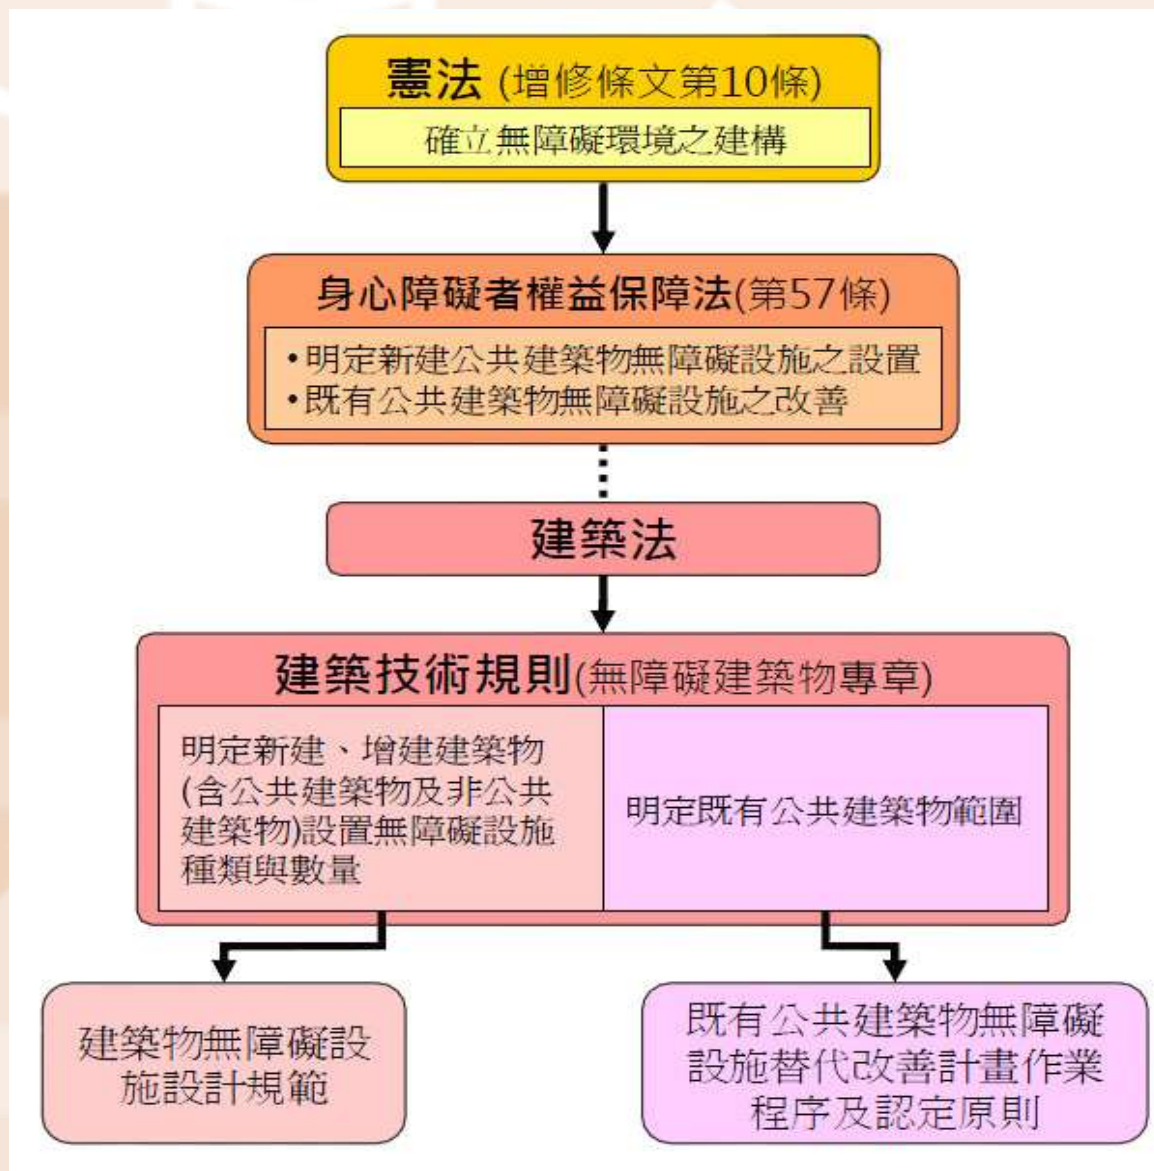 憲法 (增修條文第10條)
確立無障礙環境之建構
身心障礙者權益保障法(第57條)
•明定新建公共建築物無障礙設施之設置
•既有公共建築物無障礙設施之改善
建築法
建築技術規則(無障礙建築物專章)
明定新建、增建建築物
(含公共建築物及非公共
建築物)設置無障礙設施
種類與數量
明定既有公共建築物範圍
建築物無障礙設
施設計規範
既有公共建築物無障礙
設施替代改善計畫作業
程序及認定原則